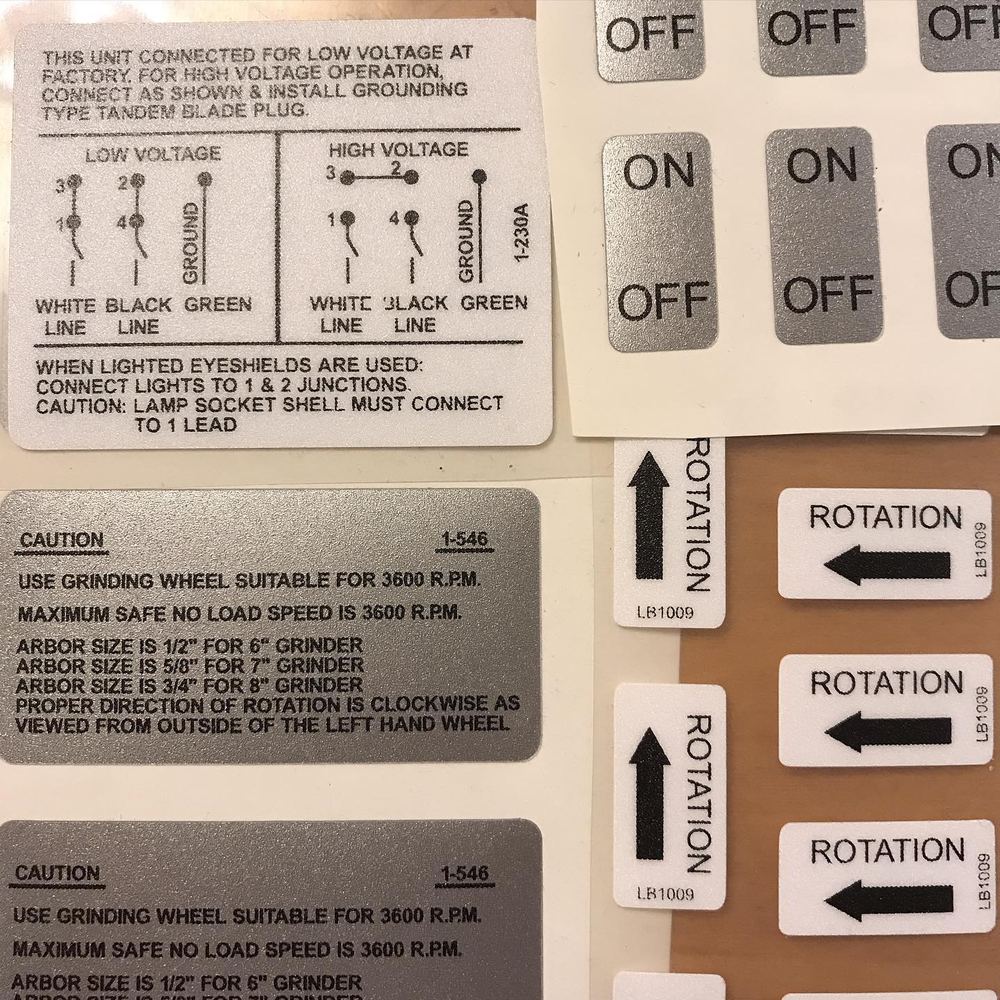 THIS UNIT CONNECTED FOR LOW VOLTAGE AT
FACTORY. FOR HIGH VOLTAGE OPERATION,
CONNECT AS SHOWN & INSTALL GROUNDING
TYPE TANDEM BLADE PLUG.
LOW VOLTAGE
3 2
1 4
GROUND
WHITE BLACK GREEN
LINE LINE
HIGH VOLTAGE
3 2
1 4
GROUND
1-230A
WHITE BLACK GREEN
LINE LINE
WHEN LIGHTED EYESHIELDS ARE USED:
CONNECT LIGHTS TO 1 & 2 JUNCTIONS.
CAUTION: LAMP SOCKET SHELL MUST CONNECT
TO 1 LEAD
OFF OFF OFF
ON ON ON
OFF OFF OF
CAUTION 1-546
USE GRINDING WHEEL SUITABLE FOR 3600 R.P.M.
MAXIMUM SAFE NO LOAD SPEED IS 3600 R.P.M.
ARBOR SIZE IS 1/2" FOR 6" GRINDER
ARBOR SIZE IS 5/8" FOR 7" GRINDER
ARBOR SIZE IS 3/4" FOR 8" GRINDER
PROPER DIRECTION OF ROTATION IS CLOCKWISE AS
VIEWED FROM OUTSIDE OF THE LEFT HAND WHEEL
CAUTION 1-546
USE GRINDING WHEEL SUITABLE FOR 3600 R.P.M.
MAXIMUM SAFE NO LOAD SPEED IS 3600 R.P.M.
ARBOR SIZE IS 1/2" FOR 6" GRINDER
ROTATION
LB1009
ROTATION
LB1009
ROTATION
LB1009
ROTATION
LB1009
ROTATION
LB1009